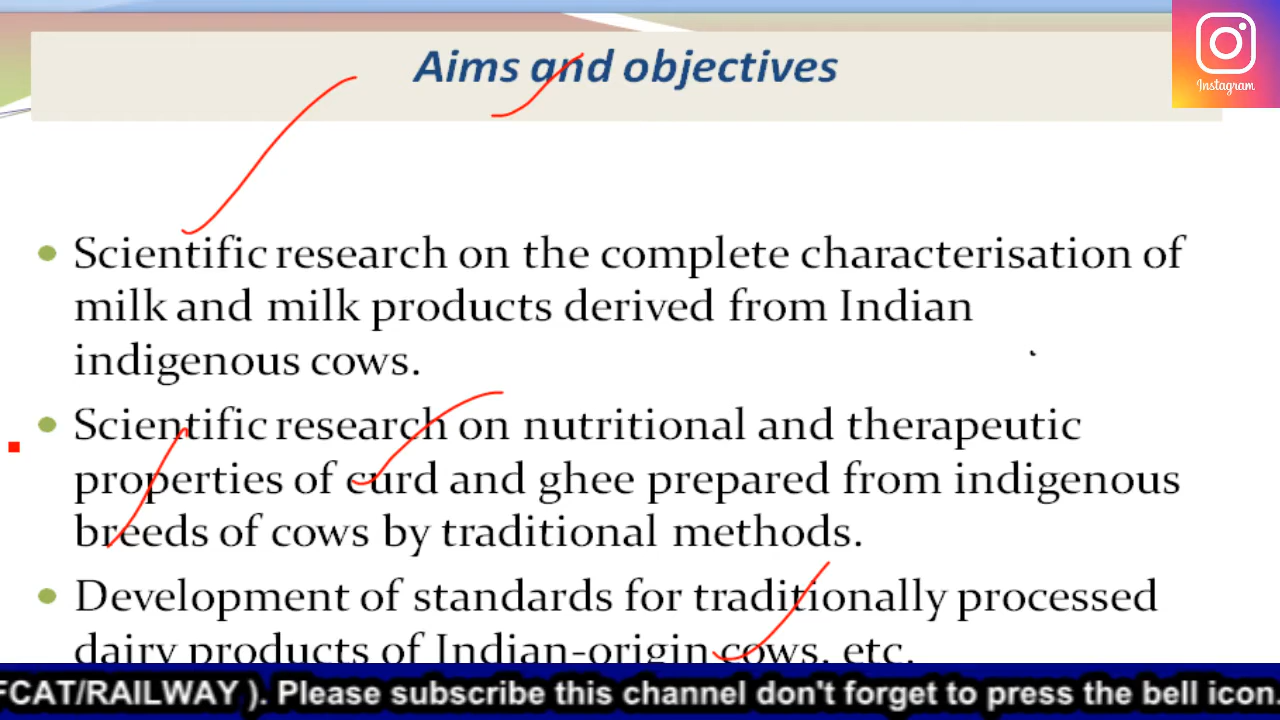 Aims and objectives
Instagram
Scientific research on the complete characterisation of
milk and milk products derived from Indian
indigenous cows.
Scientific research on nutritional and therapeutic
properties of curd and ghee prepared from indigenous
breeds of cows by traditional methods.
Development of standards for traditionally processed
dairy products of Indian-origin cows, etc.
FCAT/RAILWAY ). Please subscribe this channel don't forget to press the bell icon.